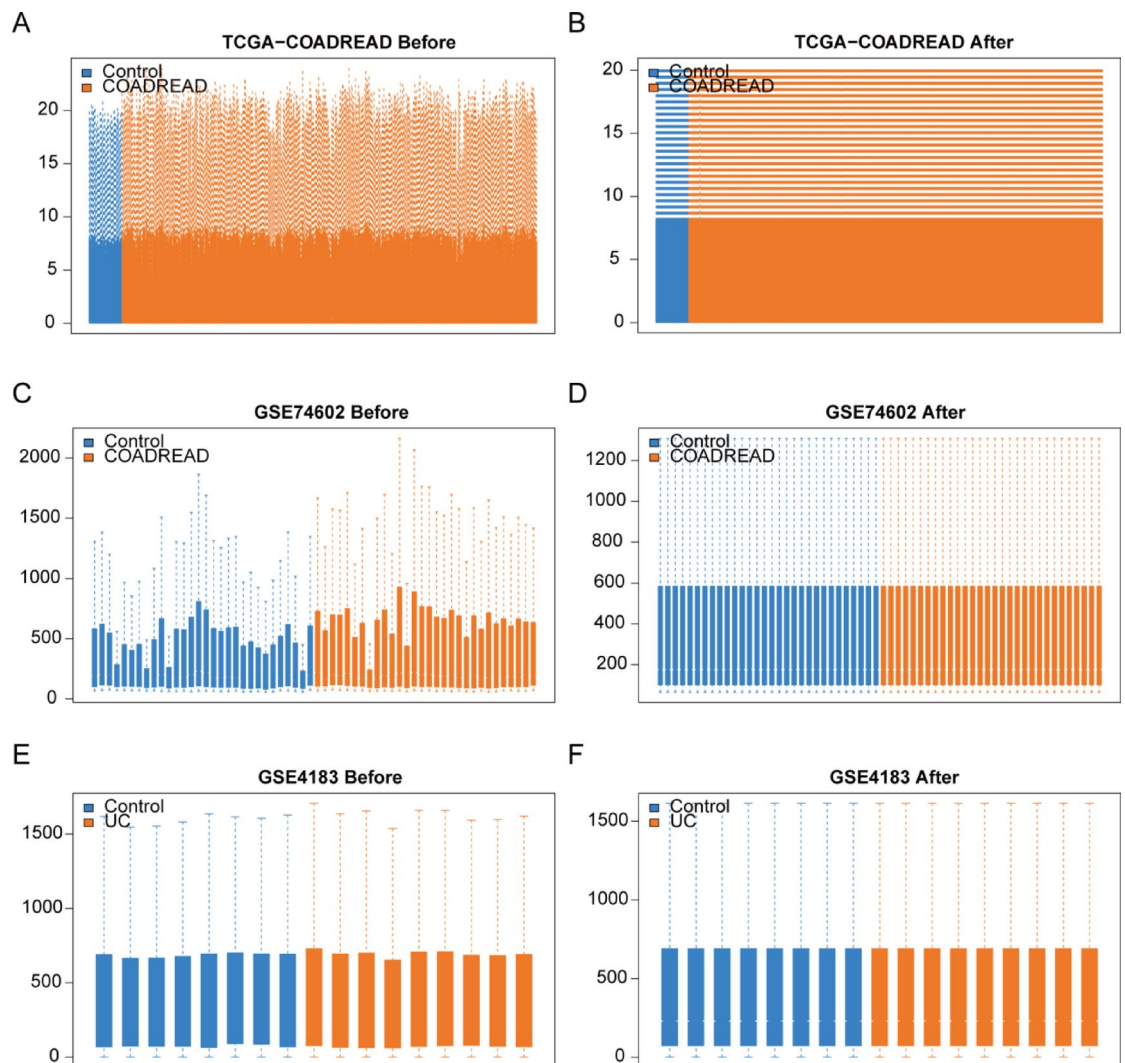 A
TCGA−COADREAD Before
Control
COADREAD
20
15
10
5
0
B
TCGA−COADREAD After
Control
COADREAD
20
15
10
5
0
C
GSE74602 Before
Control
COADREAD
2000
1500
1000
500
0
D
GSE74602 After
Control
COADREAD
1200
1000
800
600
400
200
E
GSE4183 Before
Control
UC
1500
1000
500
0
F
GSE4183 After
Control
UC
1500
1000
500
0